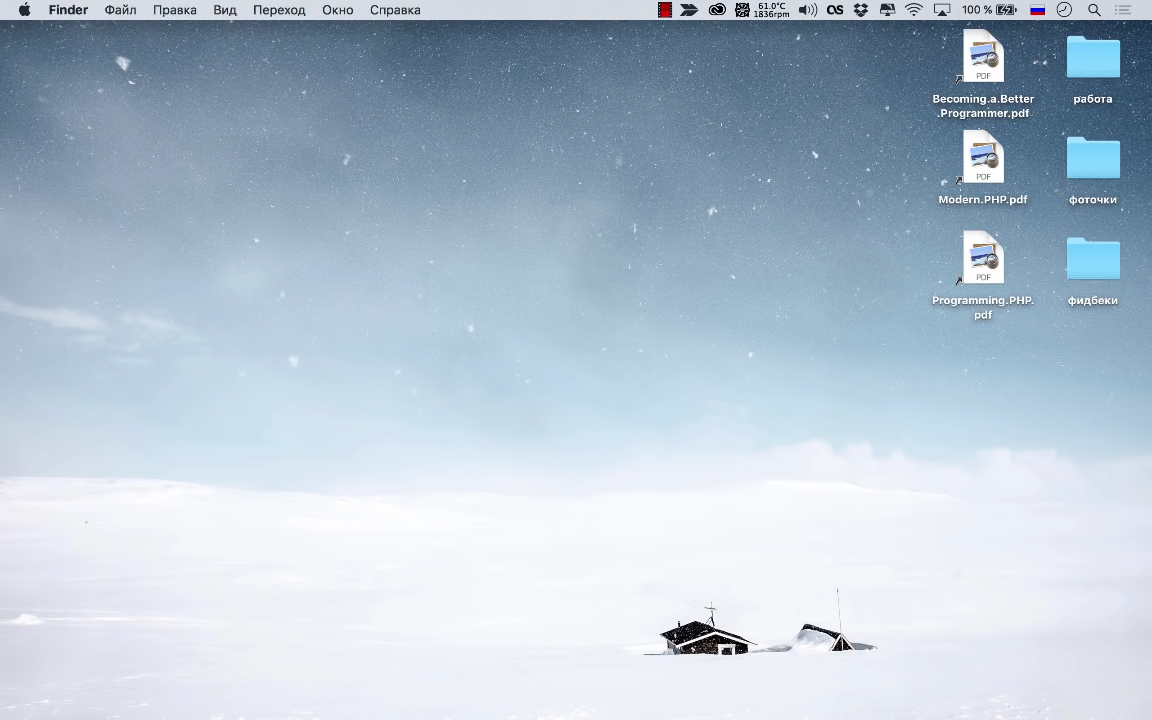 Finder Файл Правка Вид Переход Окно Справка 61.0°C 100 %
1836rpm
Becoming.a.Better
.Programmer.pdf
работа
Modern.PHP.pdf
фоточки
Programming.PHP.
pdf
фидбеки
PDF
PDF
PDF